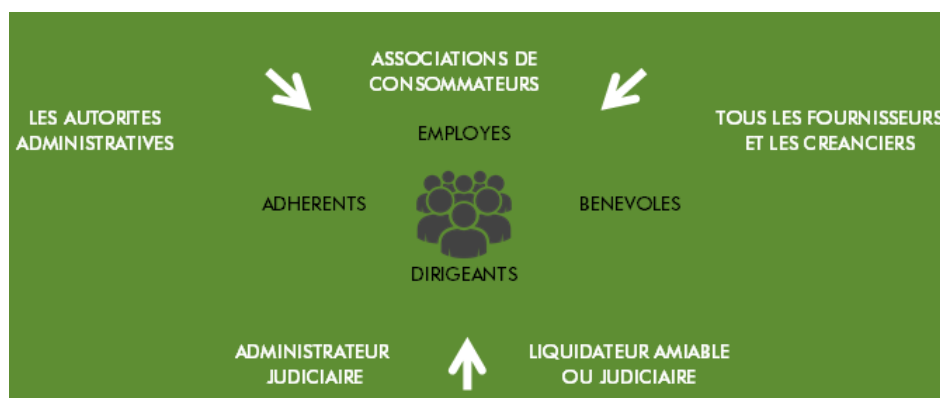 ASSOCIATIONS DE
CONSOMMATEURS
LES AUTORITES
ADMINISTRATIVES
TOUS LES FOURNISSEURS
ET LES CREANCIERS
EMPLOYES
ADHERENTS
BENEVOLES
DIRIGEANTS
ADMINISTRATEUR
JUDICIAIRE
LIQUIDATEUR AMIABLE
OU JUDICIAIRE